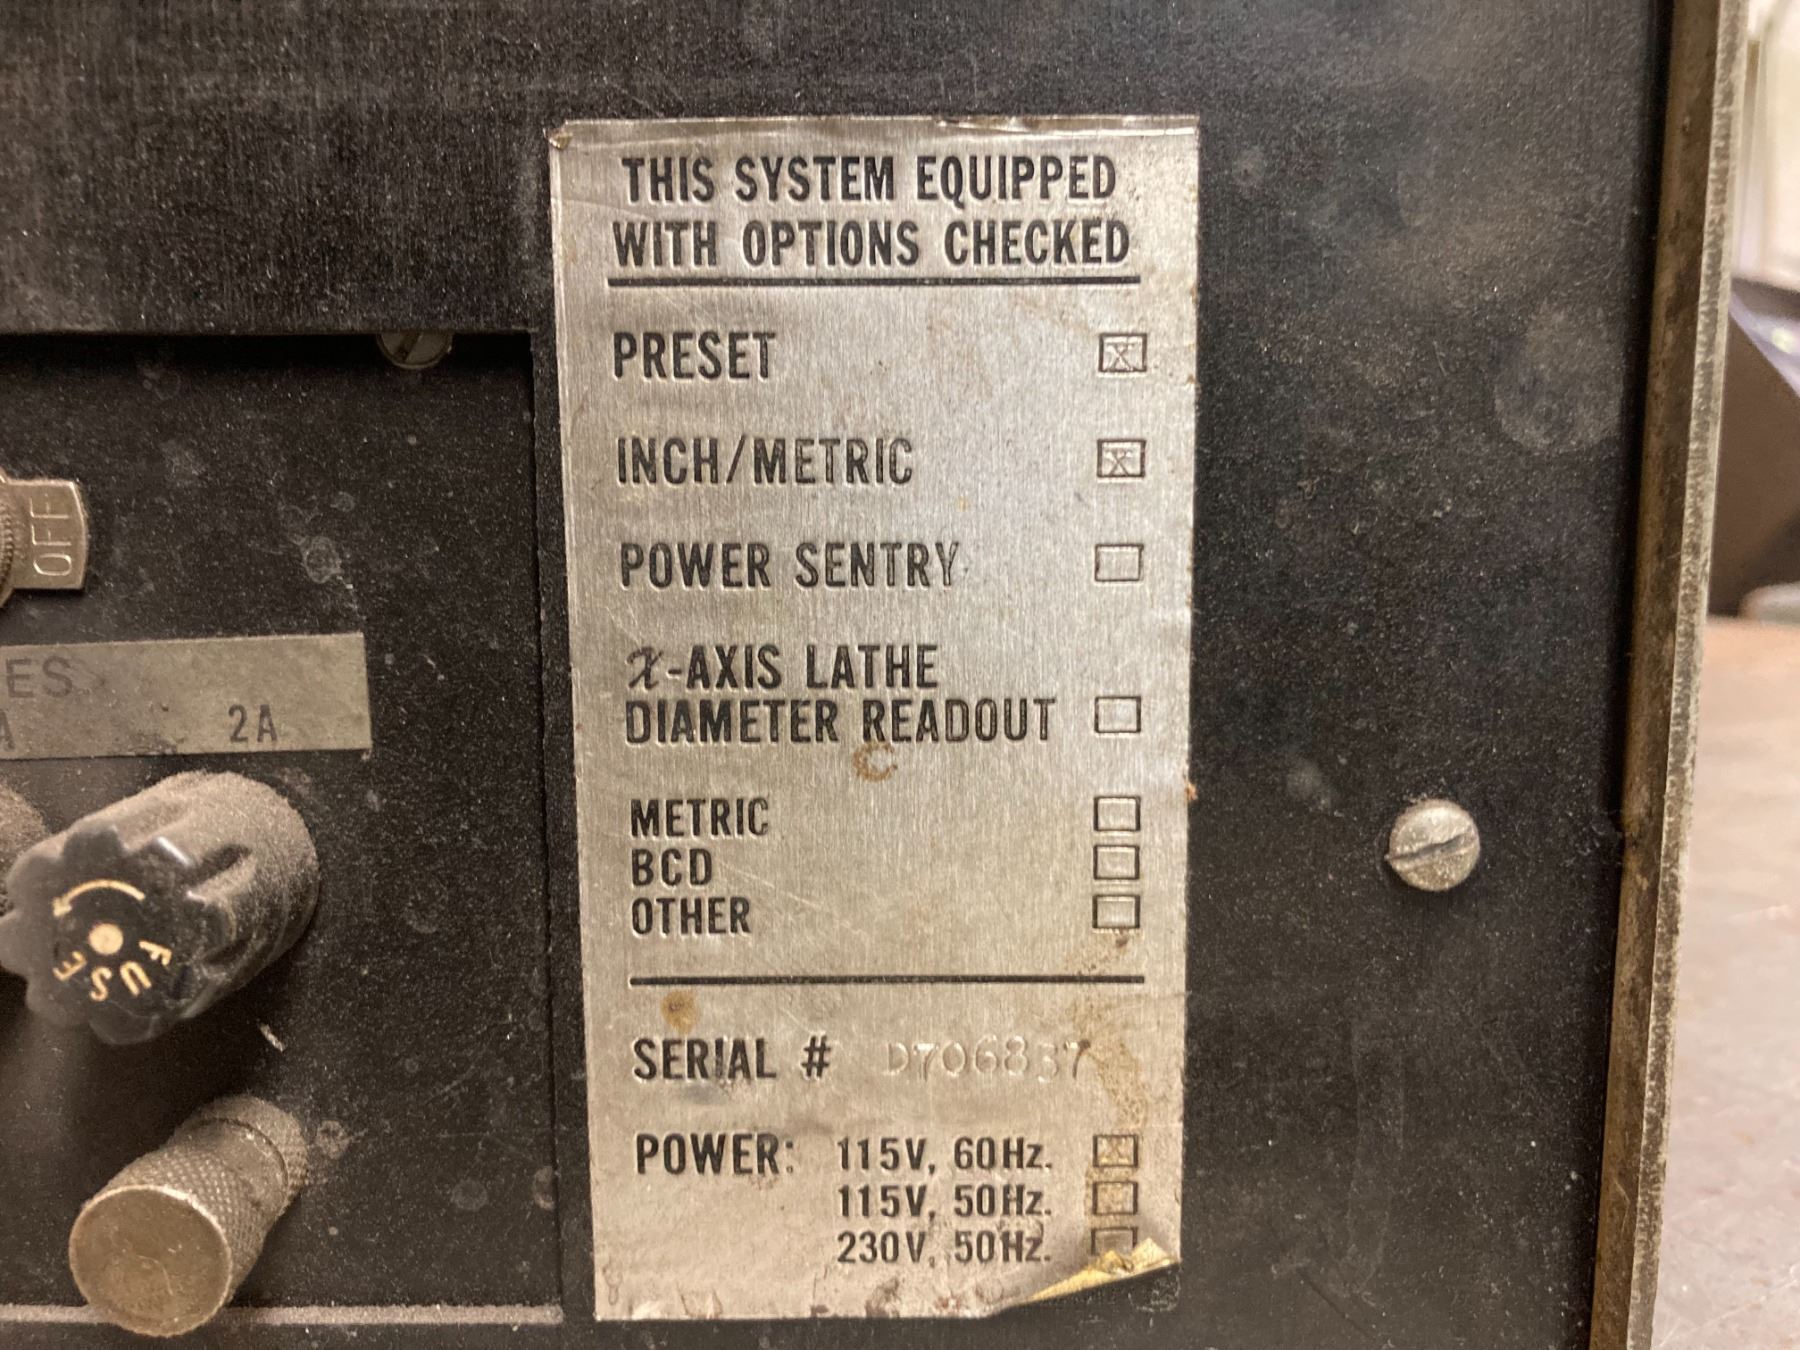 THIS SYSTEM EQUIPPED
WITH OPTIONS CHECKED
PRESET X
INCH/METRIC X
POWER SENTRY
X-AXIS LATHE
DIAMETER READOUT
METRIC
BCD
OTHER
SERIAL # D706837
POWER: 115V, 60Hz. X
115V, 50Hz.
230V, 50Hz.
OFF
ES
A 2A
FUSE